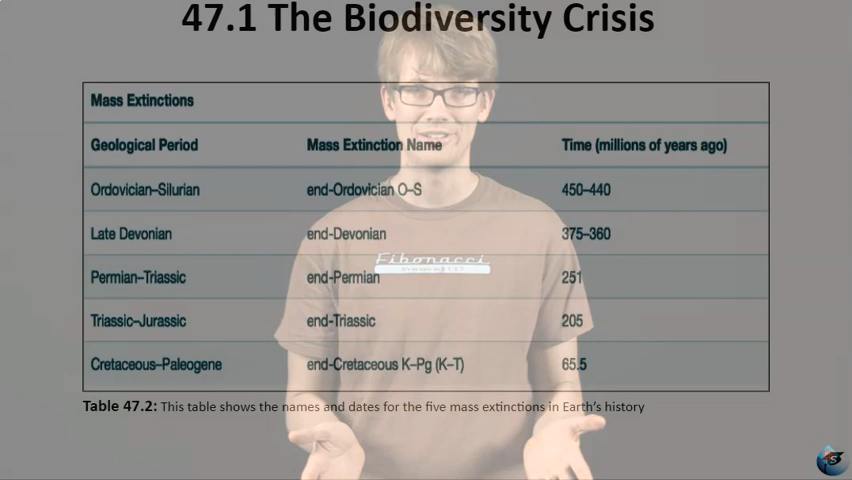 47.1 The Biodiversity Crisis
Mass Extinctions
Geological Period Mass Extinction Name Time (millions of years ago)
Ordovician–Silurian end-Ordovician O–S 450–440
Late Devonian end-Devonian 375–360
Permian–Triassic end-Permian 251
Triassic–Jurassic end-Triassic 205
Cretaceous–Paleogene end-Cretaceous K–Pg (K–T) 65.5
Fibonacci
Table 47.2: This table shows the names and dates for the five mass extinctions in Earth's history